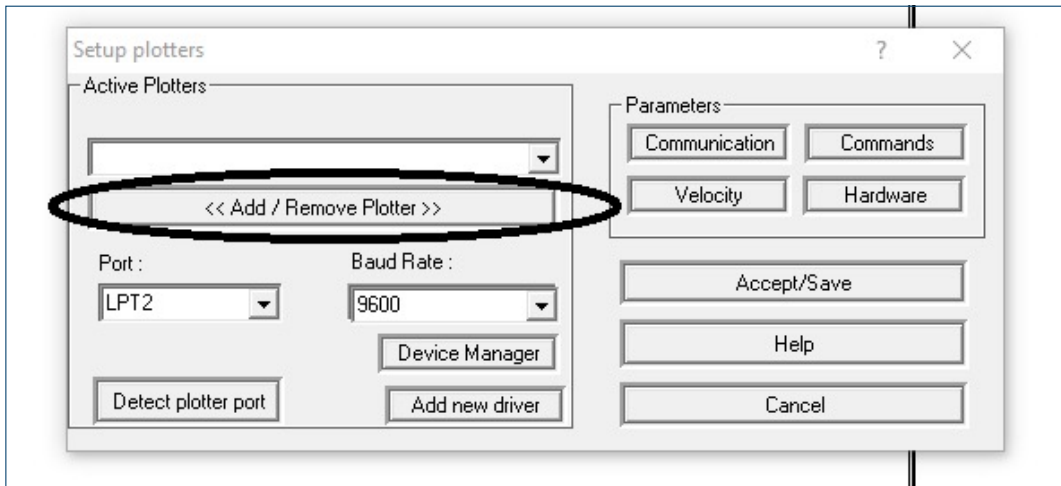 Setup plotters
Active Plotters
<< Add / Remove Plotter >>
Port :
Baud Rate :
LPT2
9600
Device Manager
Detect plotter port
Add new driver
Parameters
Communication
Commands
Velocity
Hardware
Accept/Save
Help
Cancel